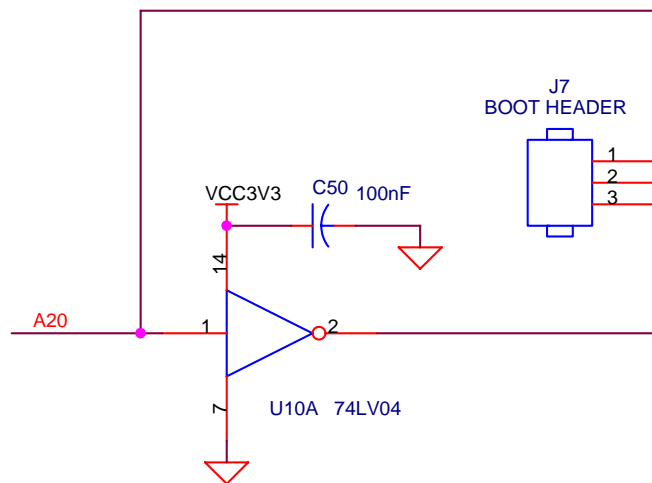 J7
BOOT HEADER
1
2
3
VCC3V3
C50 100nF
14
A20
1
2
7
U10A 74LV04